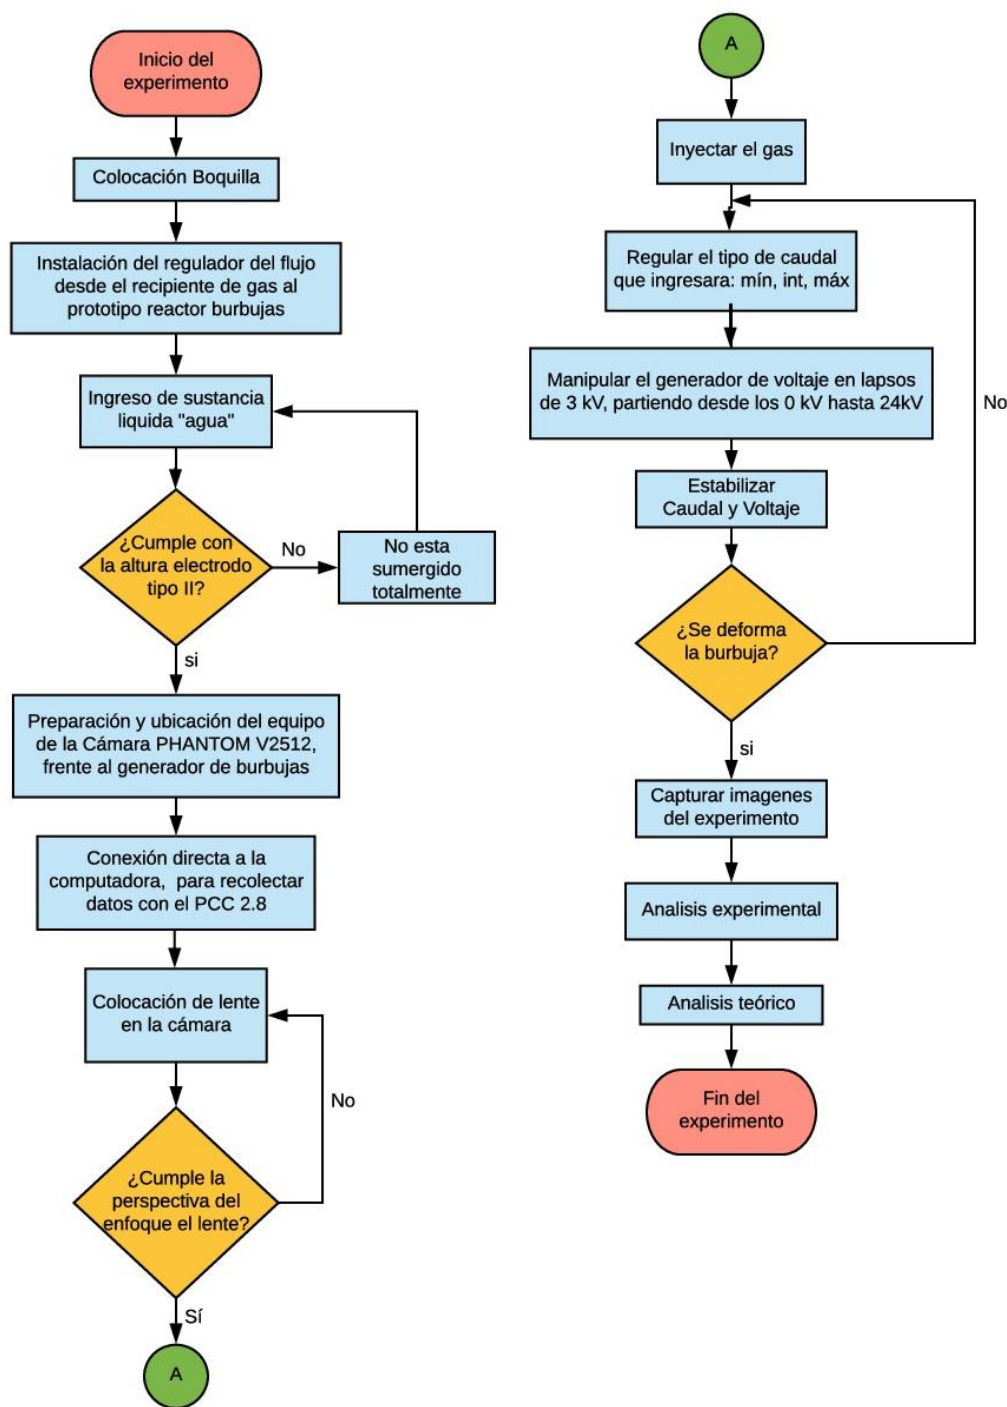 Inicio del
experimento
Colocación Boquilla
Instalación del regulador del flujo
desde el recipiente de gas al
prototipo reactor burbujas
Ingreso de sustancia
liquida "agua"
¿Cumple con
la altura electrodo
tipo II?
No
No esta
sumergido
totalmente
si
Preparación y ubicación del equipo
de la Cámara PHANTOM V2512,
frente al generador de burbujas
Conexión directa a la
computadora, para recolectar
datos con el PCC 2.8
Colocación de lente
en la cámara
No
¿Cumple la
perspectiva del
enfoque el lente?
Sí
A
A
Inyectar el gas
Regular el tipo de caudal
que ingresara: mín, int, máx
Manipular el generador de voltaje en lapsos
de 3 kV, partiendo desde los 0 kV hasta 24kV
No
Estabilizar
Caudal y Voltaje
¿Se deforma
la burbuja?
si
Capturar imagenes
del experimento
Analisis experimental
Analisis teórico
Fin del
experimento